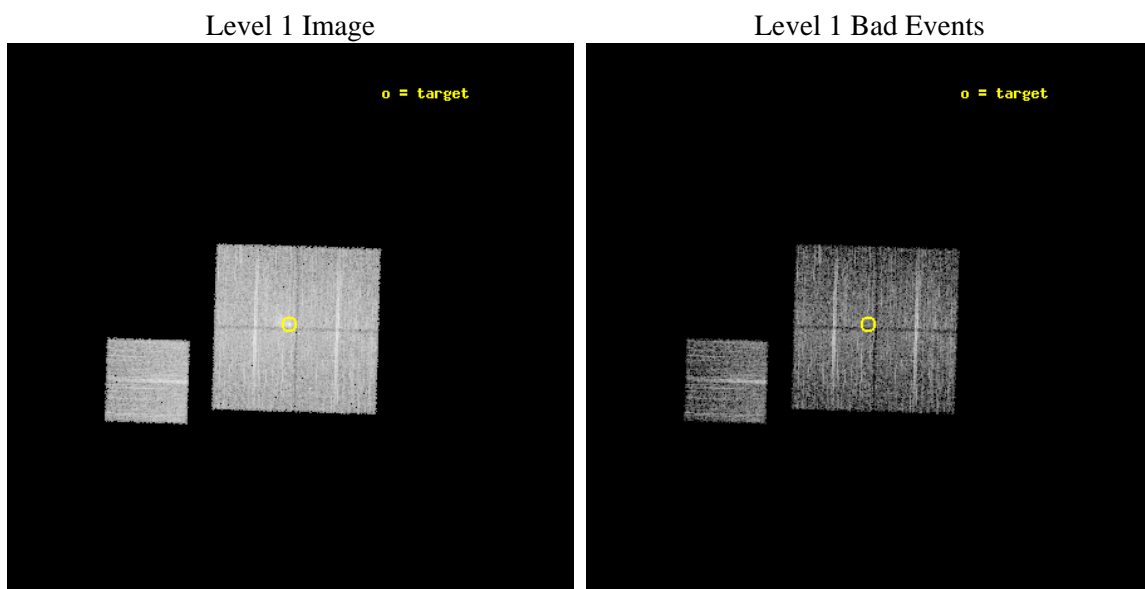 Level 1 Image
Level 1 Bad Events
o = target
o = target